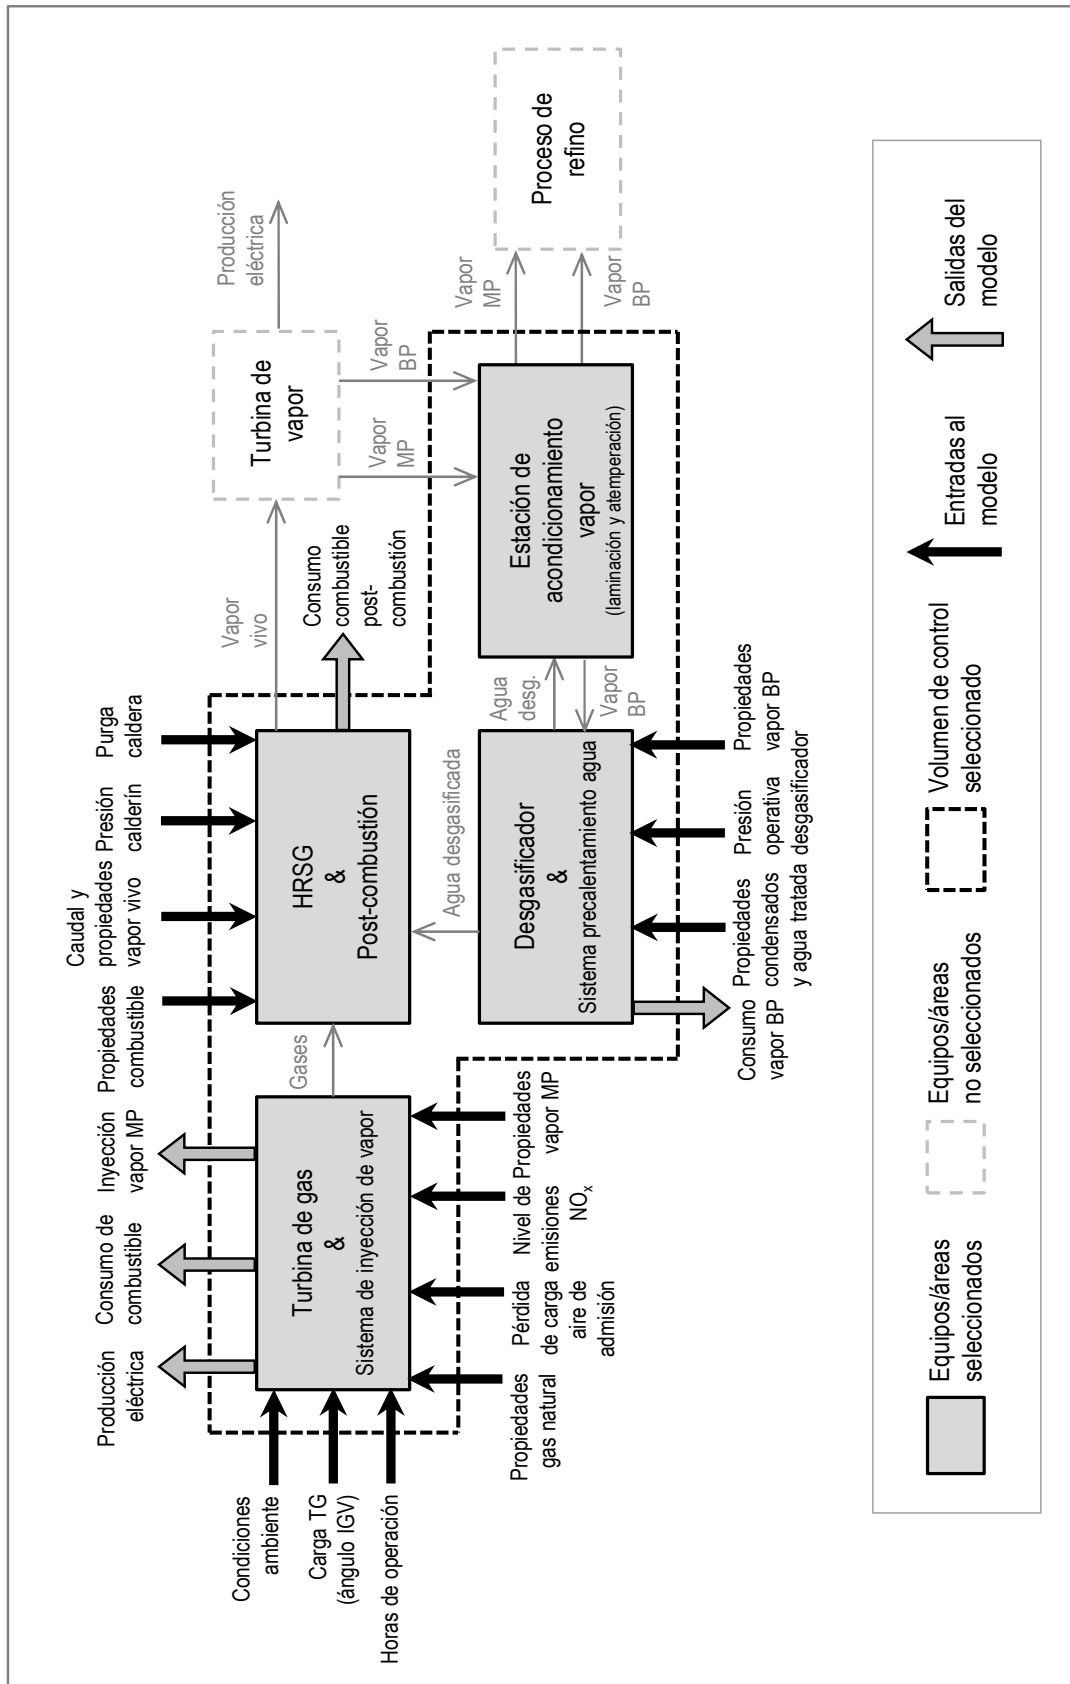 Producción
eléctrica
Consumo de
combustible
Inyección
vapor MP
Propiedades
combustible
Caudal y
propiedades
vapor vivo
Presión
calderín
Purga
caldera
Condiciones
ambiente
Carga TG
(ángulo IGV)
Horas de operación
Turbina de gas
&
Sistema de inyección de vapor
Gases
HRSG
&
Post-combustión
Vapor
vivo
Consumo
combustible
post-
combustión
Turbina de
vapor
Producción
eléctrica
Vapor
MP
Vapor
BP
Propiedades
gas natural
Pérdida
de carga
aire de
admisión
Nivel de
emisiones
NOx
Propiedades
vapor MP
Agua desgasificada
Desgasificador
&
Sistema precalentamiento agua
Agua
desg.
Vapor
BP
Estación de
acondicionamiento
vapor
(laminación y atemperación)
Vapor
MP
Vapor
BP
Proceso de
refino
Consumo
vapor BP
Propiedades
condensados
y agua tratada
Presión
operativa
desgasificador
Propiedades
vapor BP
Equipos/áreas
seleccionados
Equipos/áreas
no seleccionados
Volumen de control
seleccionado
Entradas al
modelo
Salidas del
modelo